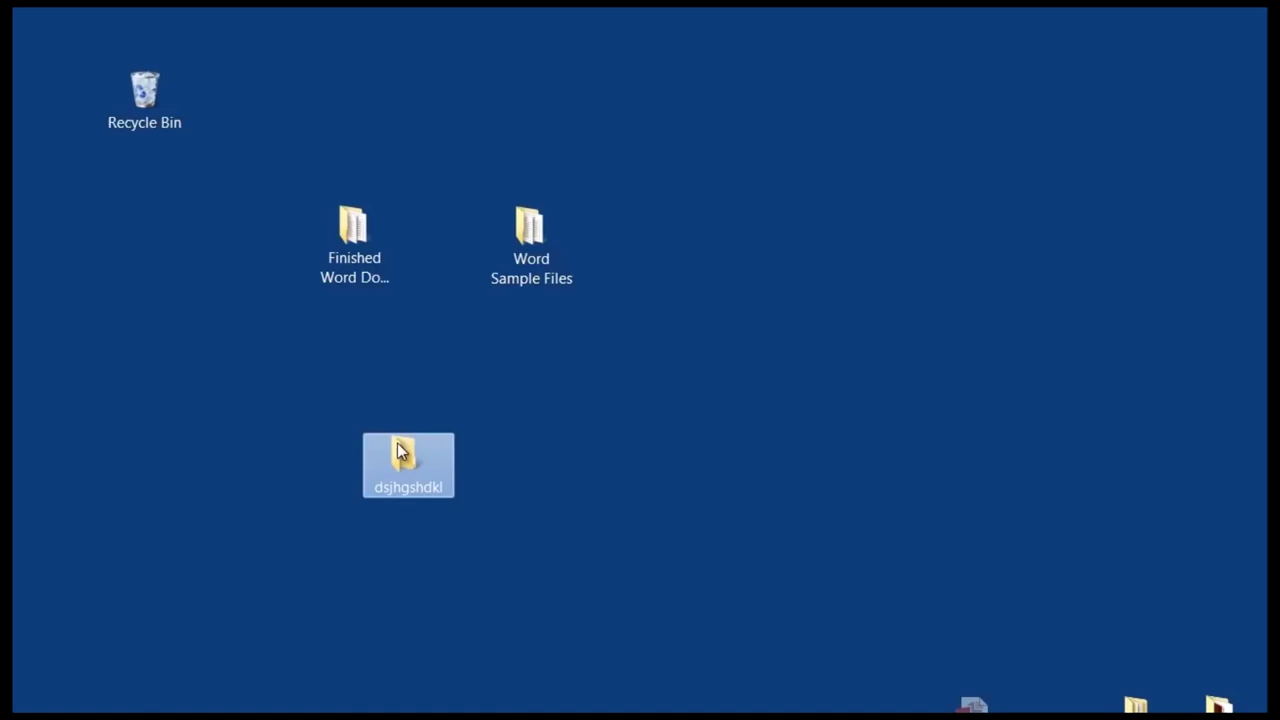 Recycle Bin
Finished
Word Do...
Word
Sample Files
dsjhgshdkl